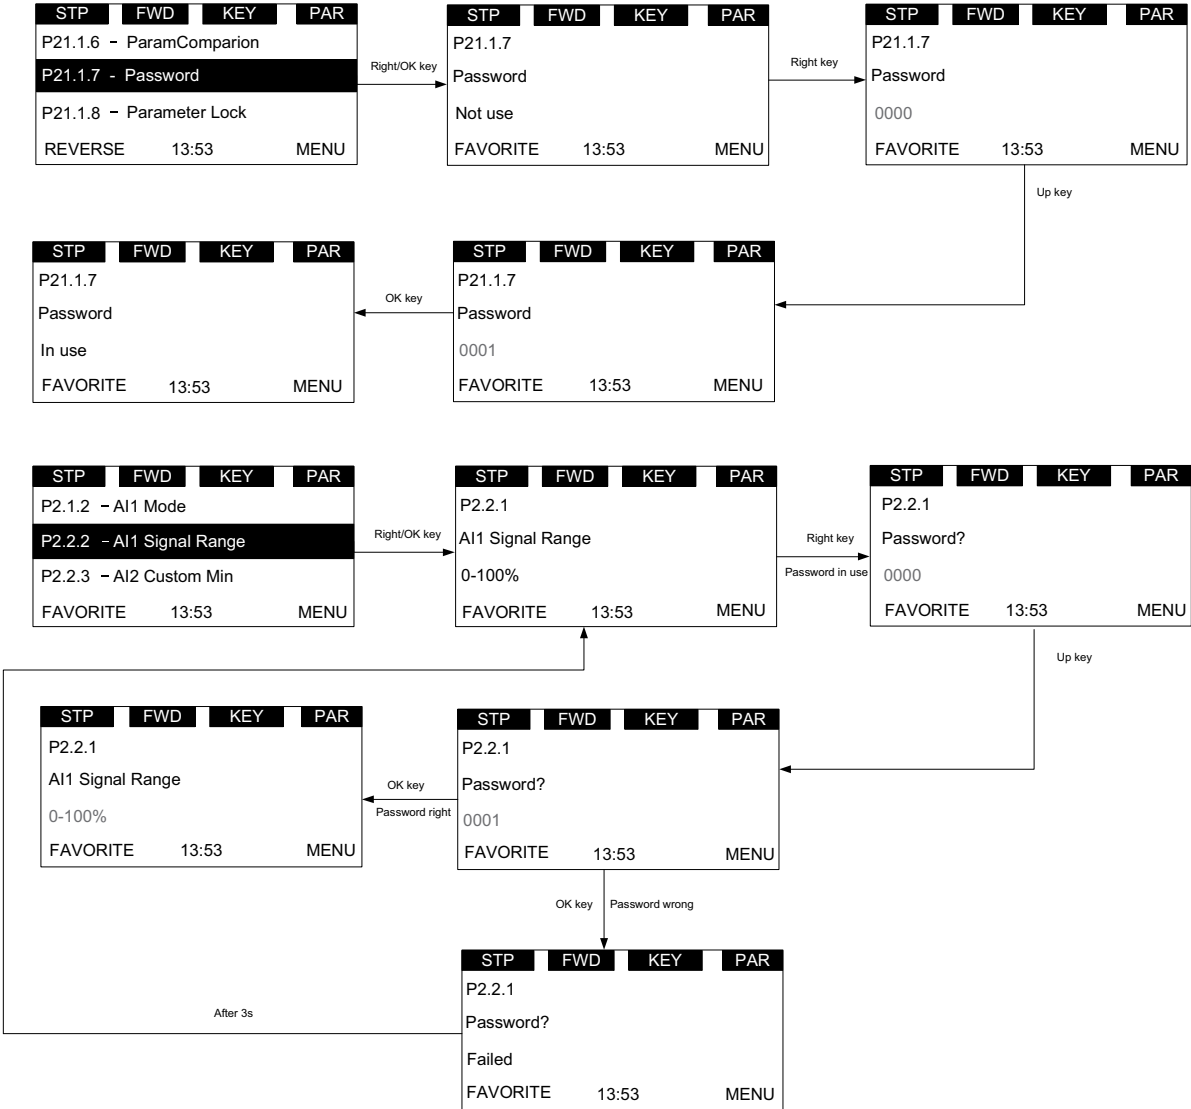 STP FWD KEY PAR
P21.1.6 – ParamComparion
P21.1.7 - Password
P21.1.8 – Parameter Lock
REVERSE 13:53 MENU
Right/OK key
STP FWD KEY PAR
P21.1.7
Password
Not use
FAVORITE 13:53 MENU
Right key
STP FWD KEY PAR
P21.1.7
Password
0000
FAVORITE 13:53 MENU
Up key
STP FWD KEY PAR
P21.1.7
Password
0001
FAVORITE 13:53 MENU
OK key
STP FWD KEY PAR
P21.1.7
Password
In use
FAVORITE 13:53 MENU
STP FWD KEY PAR
P2.1.2 – AI1 Mode
P2.2.2 – AI1 Signal Range
P2.2.3 – AI2 Custom Min
FAVORITE 13:53 MENU
Right/OK key
STP FWD KEY PAR
P2.2.1
AI1 Signal Range
0-100%
FAVORITE 13:53 MENU
Right key
Password in use
STP FWD KEY PAR
P2.2.1
Password?
0000
FAVORITE 13:53 MENU
Up key
STP FWD KEY PAR
P2.2.1
Password?
0001
FAVORITE 13:53 MENU
OK key
Password right
STP FWD KEY PAR
P2.2.1
AI1 Signal Range
0-100%
FAVORITE 13:53 MENU
OK key Password wrong
STP FWD KEY PAR
P2.2.1
Password?
Failed
FAVORITE 13:53 MENU
After 3s